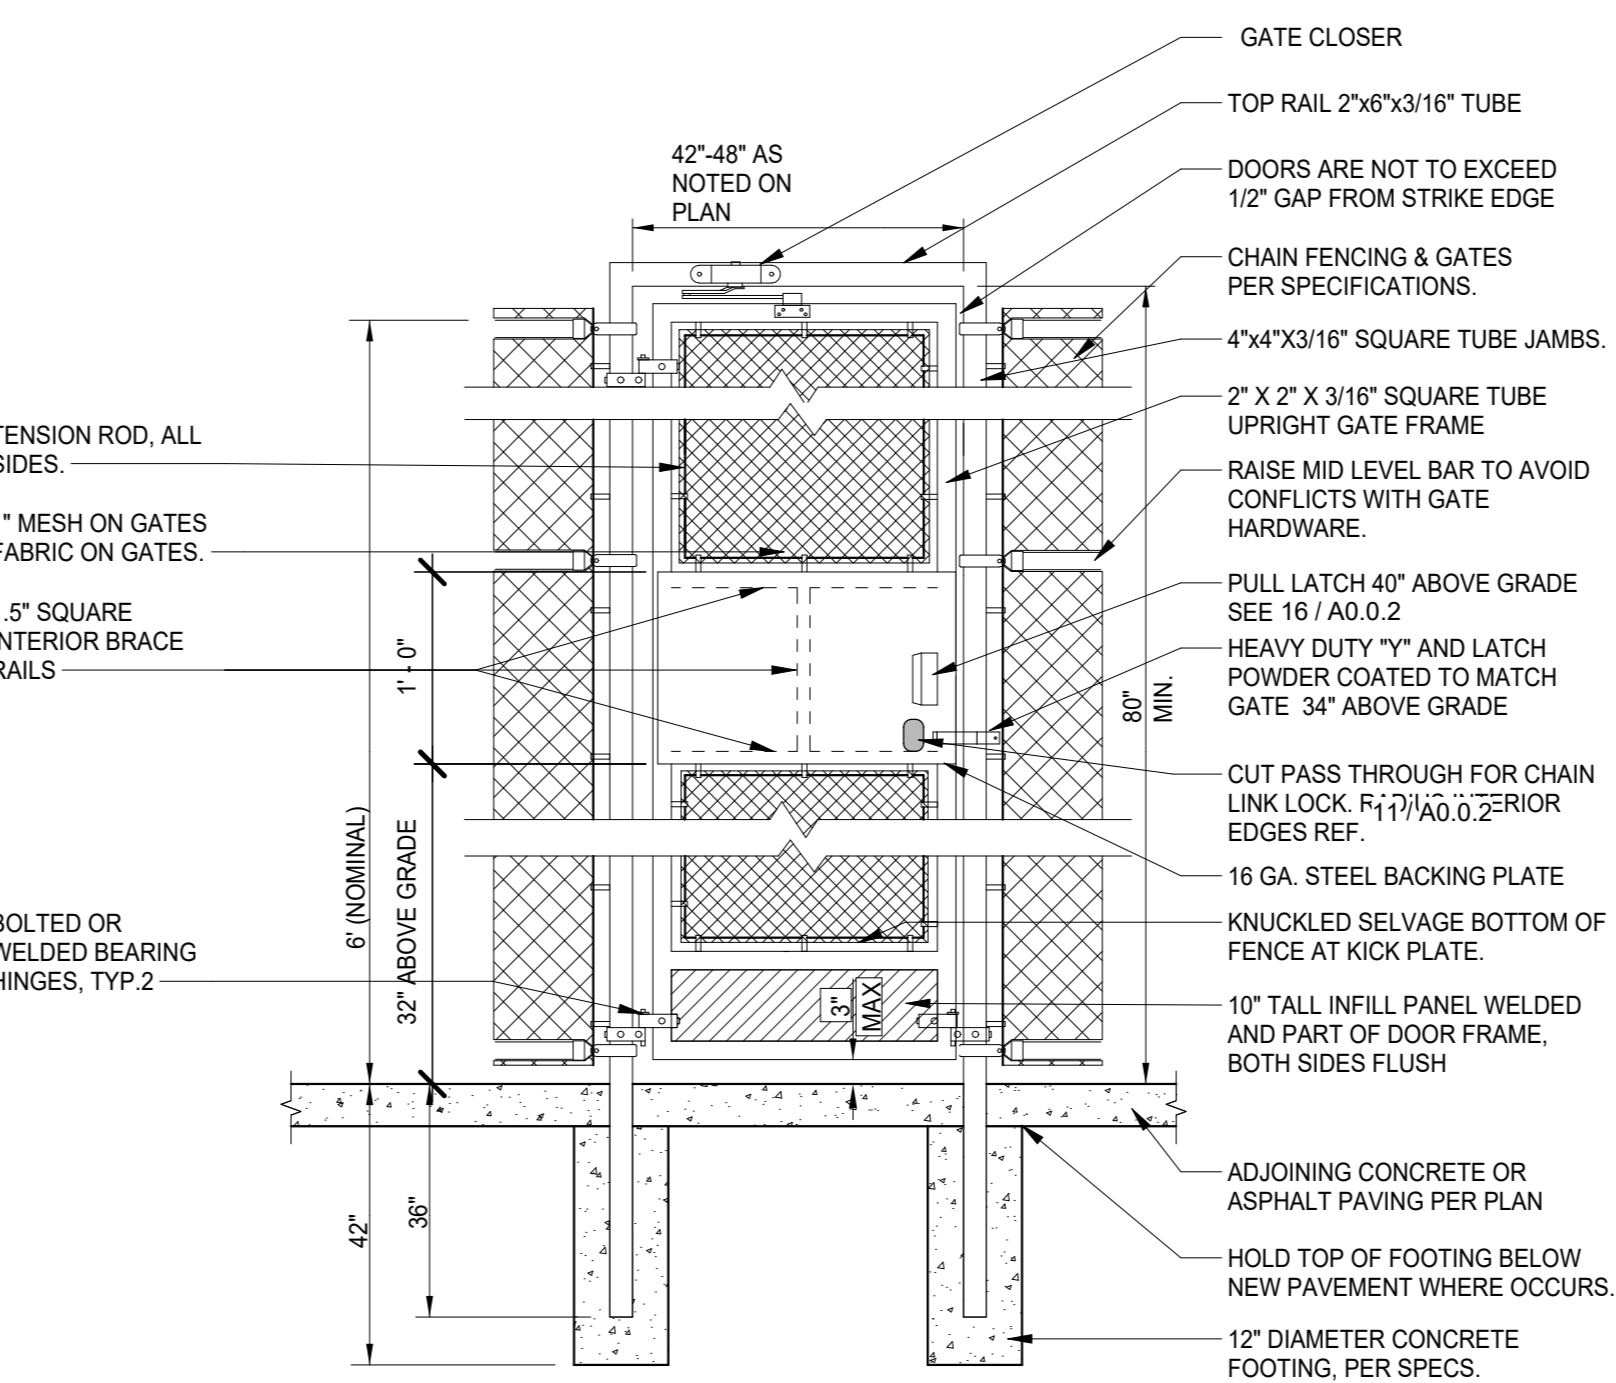 GATE CLOSER
TOP RAIL 2"x6"x3/16" TUBE
42"-48" AS
NOTED ON
PLAN
DOORS ARE NOT TO EXCEED
1/2" GAP FROM STRIKE EDGE
CHAIN FENCING & GATES
PER SPECIFICATIONS.
4"x4"X3/16" SQUARE TUBE JAMBS.
2" X 2" X 3/16" SQUARE TUBE
UPRIGHT GATE FRAME
TENSION ROD, ALL
SIDES.
RAISE MID LEVEL BAR TO AVOID
CONFLICTS WITH GATE
HARDWARE.
" MESH ON GATES
FABRIC ON GATES.
PULL LATCH 40" ABOVE GRADE
SEE 16 / A0.0.2
.5" SQUARE
NTERIOR BRACE
RAILS
1' - 0"
HEAVY DUTY "Y" AND LATCH
POWDER COATED TO MATCH
GATE 34" ABOVE GRADE
80"
MIN.
CUT PASS THROUGH FOR CHAIN
LINK LOCK. INTERIOR
11 / A0.0.2
EDGES REF.
6' (NOMINAL)
32" ABOVE GRADE
16 GA. STEEL BACKING PLATE
BOLTED OR
WELDED BEARING
HINGES, TYP.2
KNUCKLED SELVAGE BOTTOM OF
FENCE AT KICK PLATE.
3"
MAX
10" TALL INFILL PANEL WELDED
AND PART OF DOOR FRAME,
BOTH SIDES FLUSH
ADJOINING CONCRETE OR
ASPHALT PAVING PER PLAN
42"
36"
HOLD TOP OF FOOTING BELOW
NEW PAVEMENT WHERE OCCURS.
12" DIAMETER CONCRETE
FOOTING, PER SPECS.